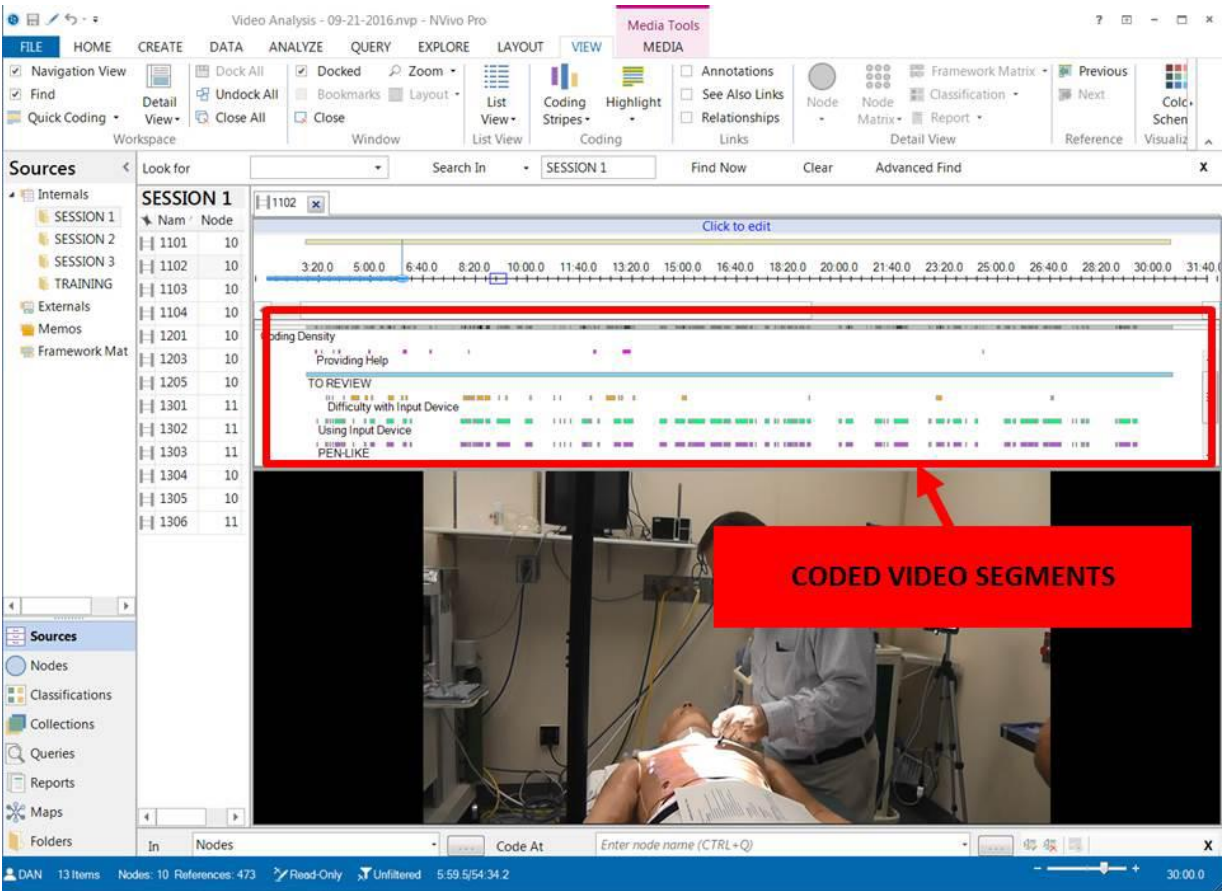 Video Analysis - 09-21-2016.nvp - NVivo Pro
Media Tools
FILE HOME CREATE DATA ANALYZE QUERY EXPLORE LAYOUT VIEW MEDIA
Navigation View
Find
Quick Coding
Detail View
Dock All
Undock All
Close All
Workspace
Docked
Bookmarks
Close
Zoom
Layout
Window
List View
List View
Coding Stripes
Highlight
Coding
Annotations
See Also Links
Relationships
Links
Node
Node Matrix
Framework Matrix
Classification
Report
Detail View
Previous
Next
Reference
Schen
Visualiz
Sources
Look for Search In SESSION 1 Find Now Clear Advanced Find X
Internals
SESSION 1
SESSION 2
SESSION 3
TRAINING
Externals
Memos
Framework Mat
SESSION 1
Nam Node
1101 10
1102 10
1103 10
1104 10
1201 10
1203 10
1205 10
1301 11
1302 11
1303 11
1304 10
1305 10
1306 11
1102
Click to edit
3:20.0 5:00.0 6:40.0 8:20.0 10:00.0 11:40.0 13:20.0 15:00.0 16:40.0 18:20.0 20:00.0 21:40.0 23:20.0 25:00.0 26:40.0 28:20.0 30:00.0 31:40.
Coding Density
Providing Help
TO REVIEW
Difficulty with Input Device
Using Input Device
PEN-LIKE
CODED VIDEO SEGMENTS
Sources
Nodes
Classifications
Collections
Queries
Reports
Maps
Folders
In Nodes Code At Enter node name (CTRL+Q) X
DAN 13 Items Nodes: 10 References: 473 Read-Only Unfiltered 5:59.5/54:34.2 30:00.0